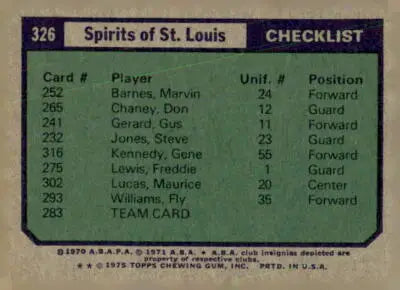 326 Spirits of St. Louis CHECKLIST
Card # Player Unif. # Position
252 Barnes, Marvin 24 Forward
265 Chaney, Don 12 Guard
241 Gerard, Gus 11 Forward
232 Jones, Steve 23 Guard
316 Kennedy, Gene 55 Forward
275 Lewis, Freddie 1 Guard
302 Lucas, Maurice 20 Center
293 Williams, Fly 35 Forward
283 TEAM CARD
© 1970 A.B.A.P.A. © 1971 A.B.A. ★ A.B.A. club insignias depicted are
property of respective clubs.
★ ★ © 1975 TOPPS CHEWING GUM, INC. PRTD. IN U.S.A.